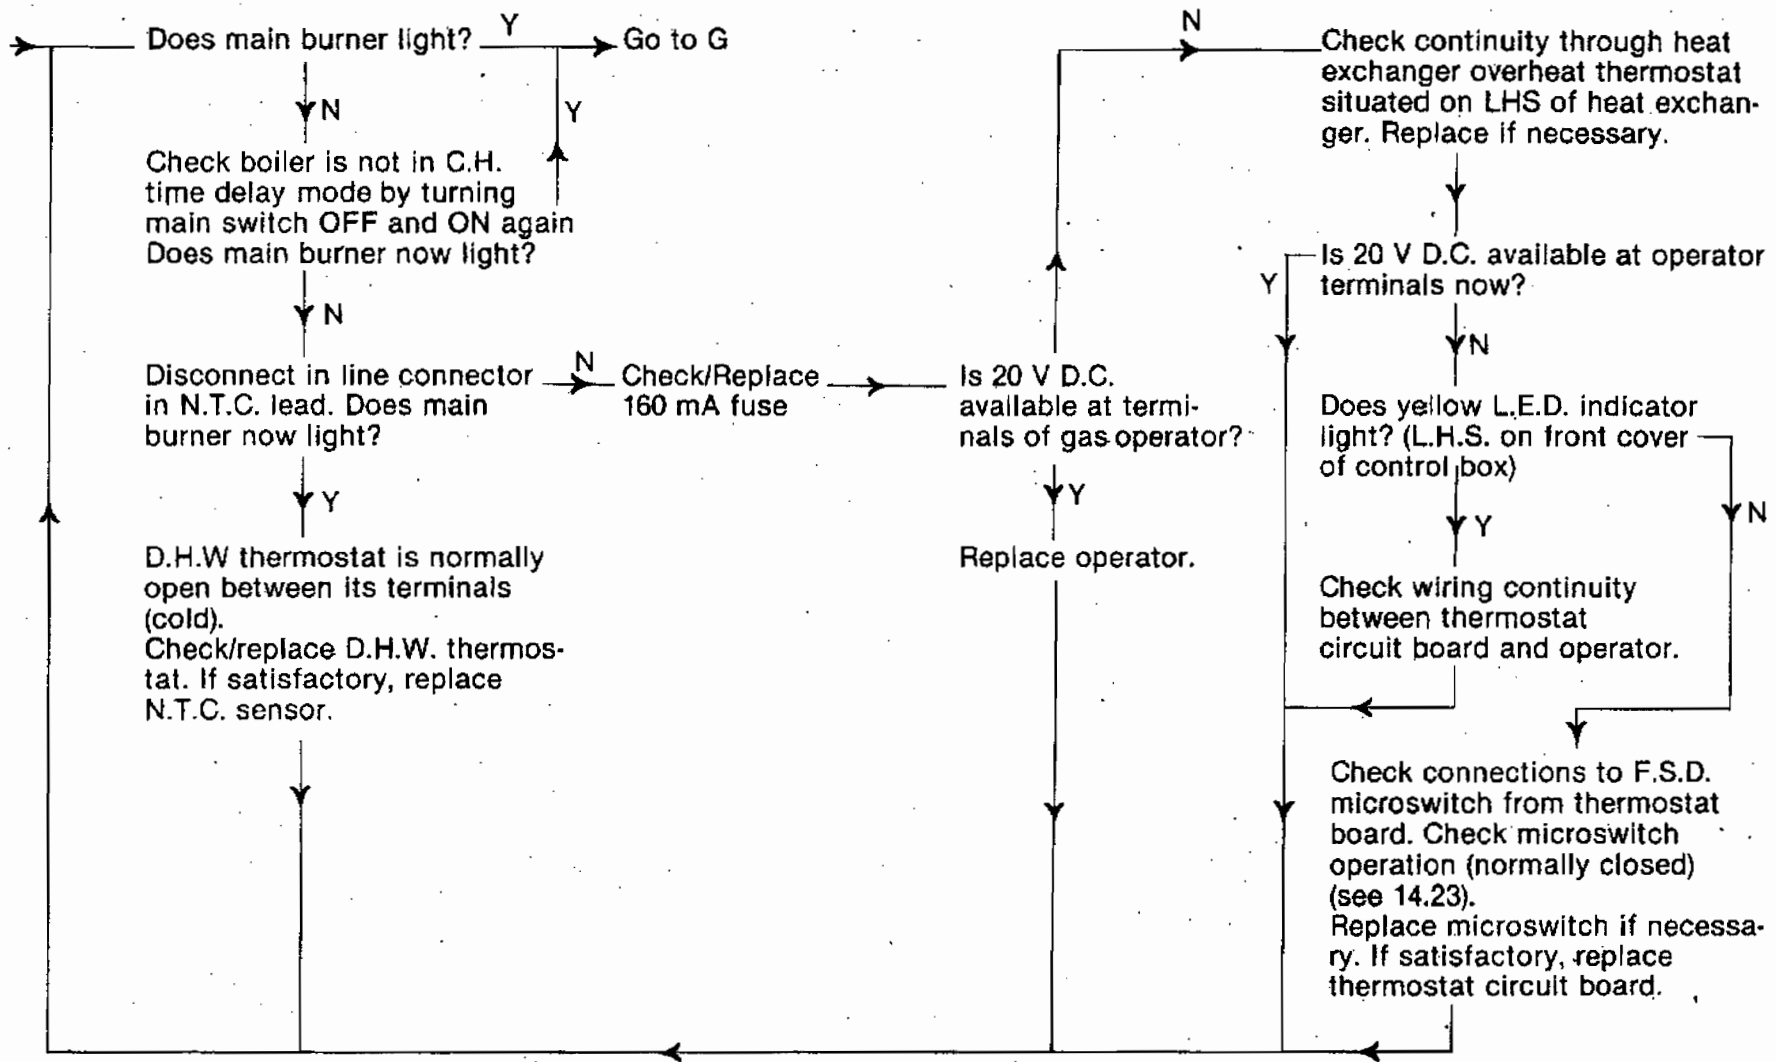 Does main burner light?
Y
Go to G
N
Y
Check boiler is not in C.H.
time delay mode by turning
main switch OFF and ON again
Does main burner now light?
N
Disconnect in line connector
in N.T.C. lead. Does main
burner now light?
N
Check/Replace
160 mA fuse
Y
D.H.W thermostat is normally
open between its terminals
(cold).
Check/replace D.H.W. thermos-
tat. If satisfactory, replace
N.T.C. sensor.
Is 20 V D.C.
available at termi-
nals of gas operator?
Y
Replace operator.
N
Check continuity through heat
exchanger overheat thermostat
situated on LHS of heat exchan-
ger. Replace if necessary.
Is 20 V D.C. available at operator
terminals now?
Y
N
Does yellow L.E.D. indicator
light? (L.H.S. on front cover
of control box)
N
Y
Check wiring continuity
between thermostat
circuit board and operator.
Check connections to F.S.D.
microswitch from thermostat
board. Check microswitch
operation (normally closed)
(see 14.23).
Replace microswitch if necessa-
ry. If satisfactory, replace
thermostat circuit board.